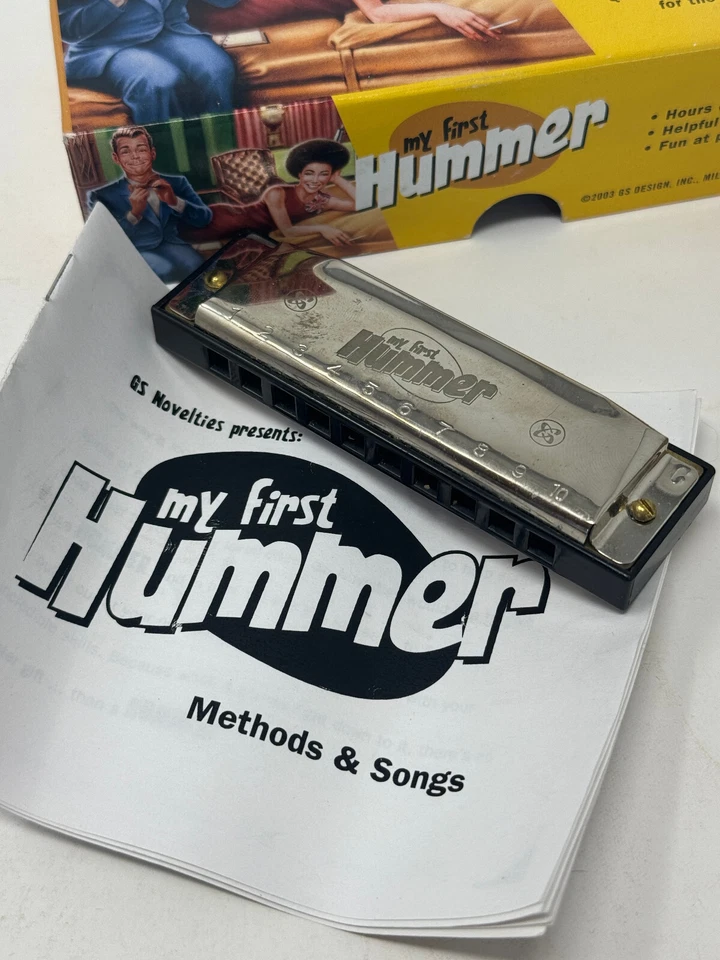 for the
my first
Hummer
• Hours
• Helpful
• Fun at
©2003 GS DESIGN, INC., MIL
my first
Hummer
1 2 3 4 5 6 7 8 9 10
C
GS Novelties presents:
my first
Hummer
Methods & Songs